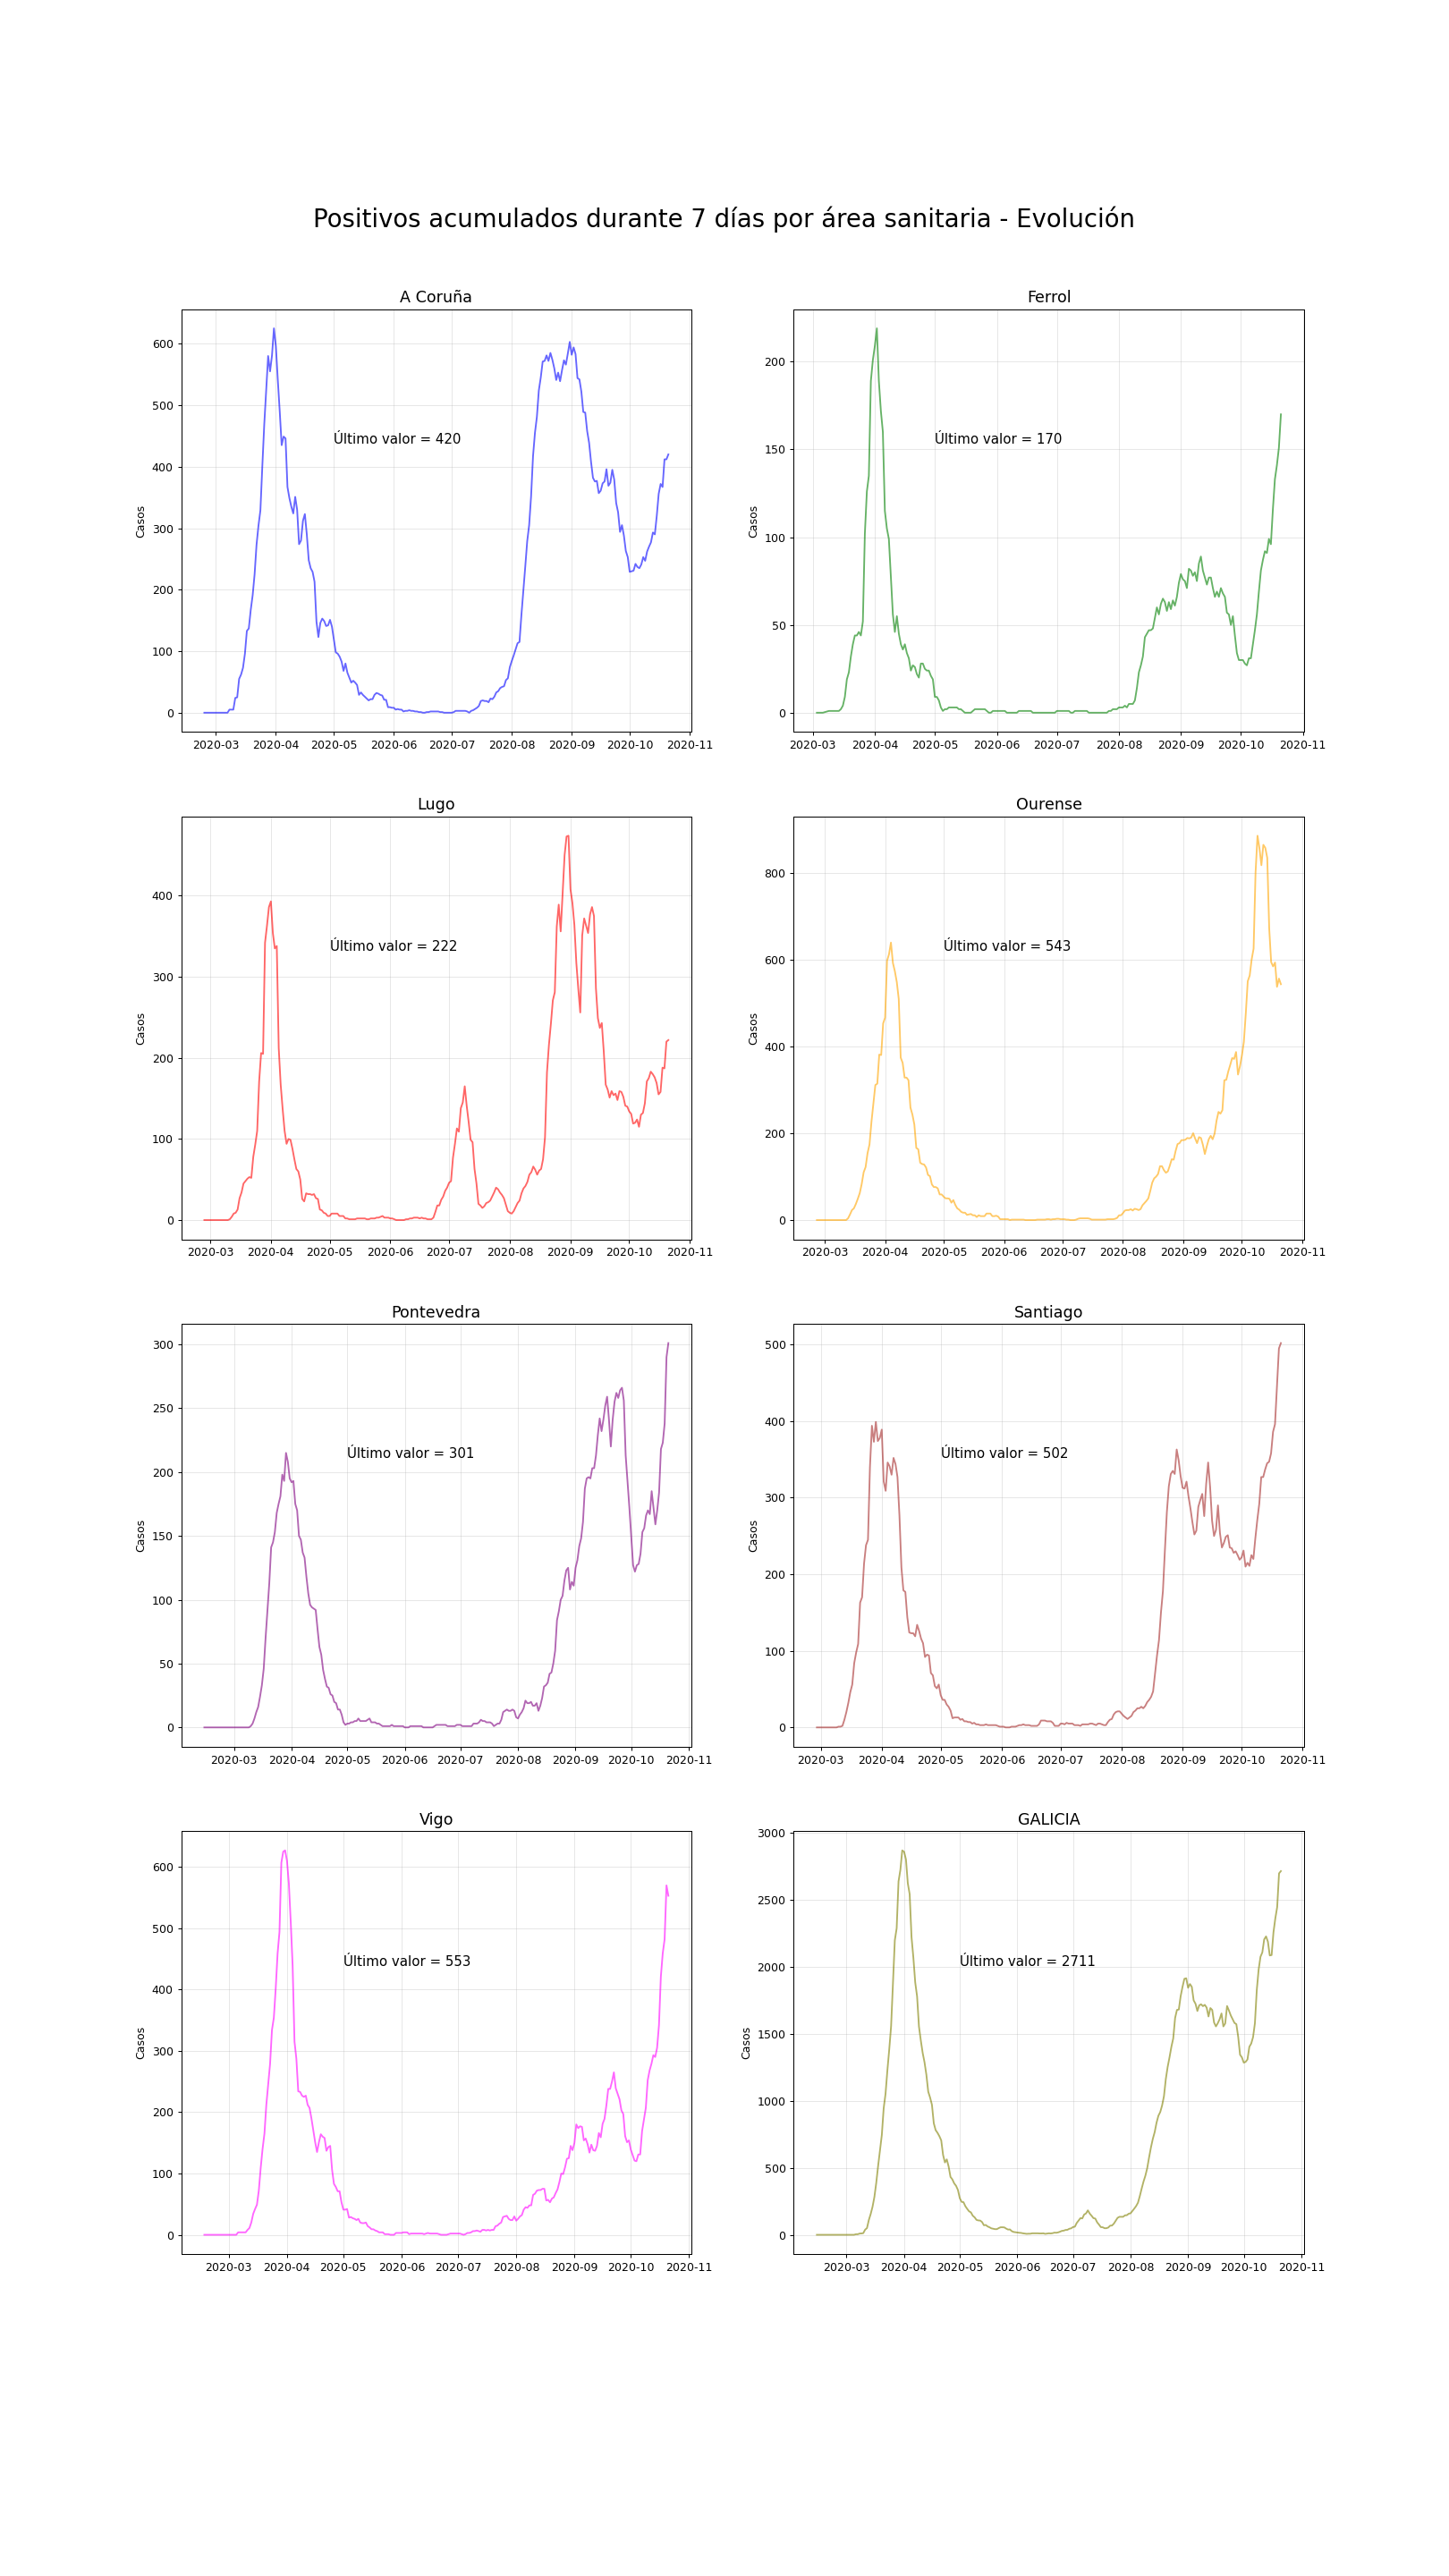 Positivos acumulados durante 7 días por área sanitaria - Evolución
A Coruña
Casos
600
500
400
300
200
100
0
Último valor = 420
2020-03 2020-04 2020-05 2020-06 2020-07 2020-08 2020-09 2020-10 2020-11
Ferrol
Casos
200
150
100
50
0
Último valor = 170
2020-03 2020-04 2020-05 2020-06 2020-07 2020-08 2020-09 2020-10 2020-11
Lugo
Casos
400
300
200
100
0
Último valor = 222
2020-03 2020-04 2020-05 2020-06 2020-07 2020-08 2020-09 2020-10 2020-11
Ourense
Casos
800
600
400
200
0
Último valor = 543
2020-03 2020-04 2020-05 2020-06 2020-07 2020-08 2020-09 2020-10 2020-11
Pontevedra
Casos
300
250
200
150
100
50
0
Último valor = 301
2020-03 2020-04 2020-05 2020-06 2020-07 2020-08 2020-09 2020-10 2020-11
Santiago
Casos
500
400
300
200
100
0
Último valor = 502
2020-03 2020-04 2020-05 2020-06 2020-07 2020-08 2020-09 2020-10 2020-11
Vigo
Casos
600
500
400
300
200
100
0
Último valor = 553
2020-03 2020-04 2020-05 2020-06 2020-07 2020-08 2020-09 2020-10 2020-11
GALICIA
Casos
3000
2500
2000
1500
1000
500
0
Último valor = 2711
2020-03 2020-04 2020-05 2020-06 2020-07 2020-08 2020-09 2020-10 2020-11